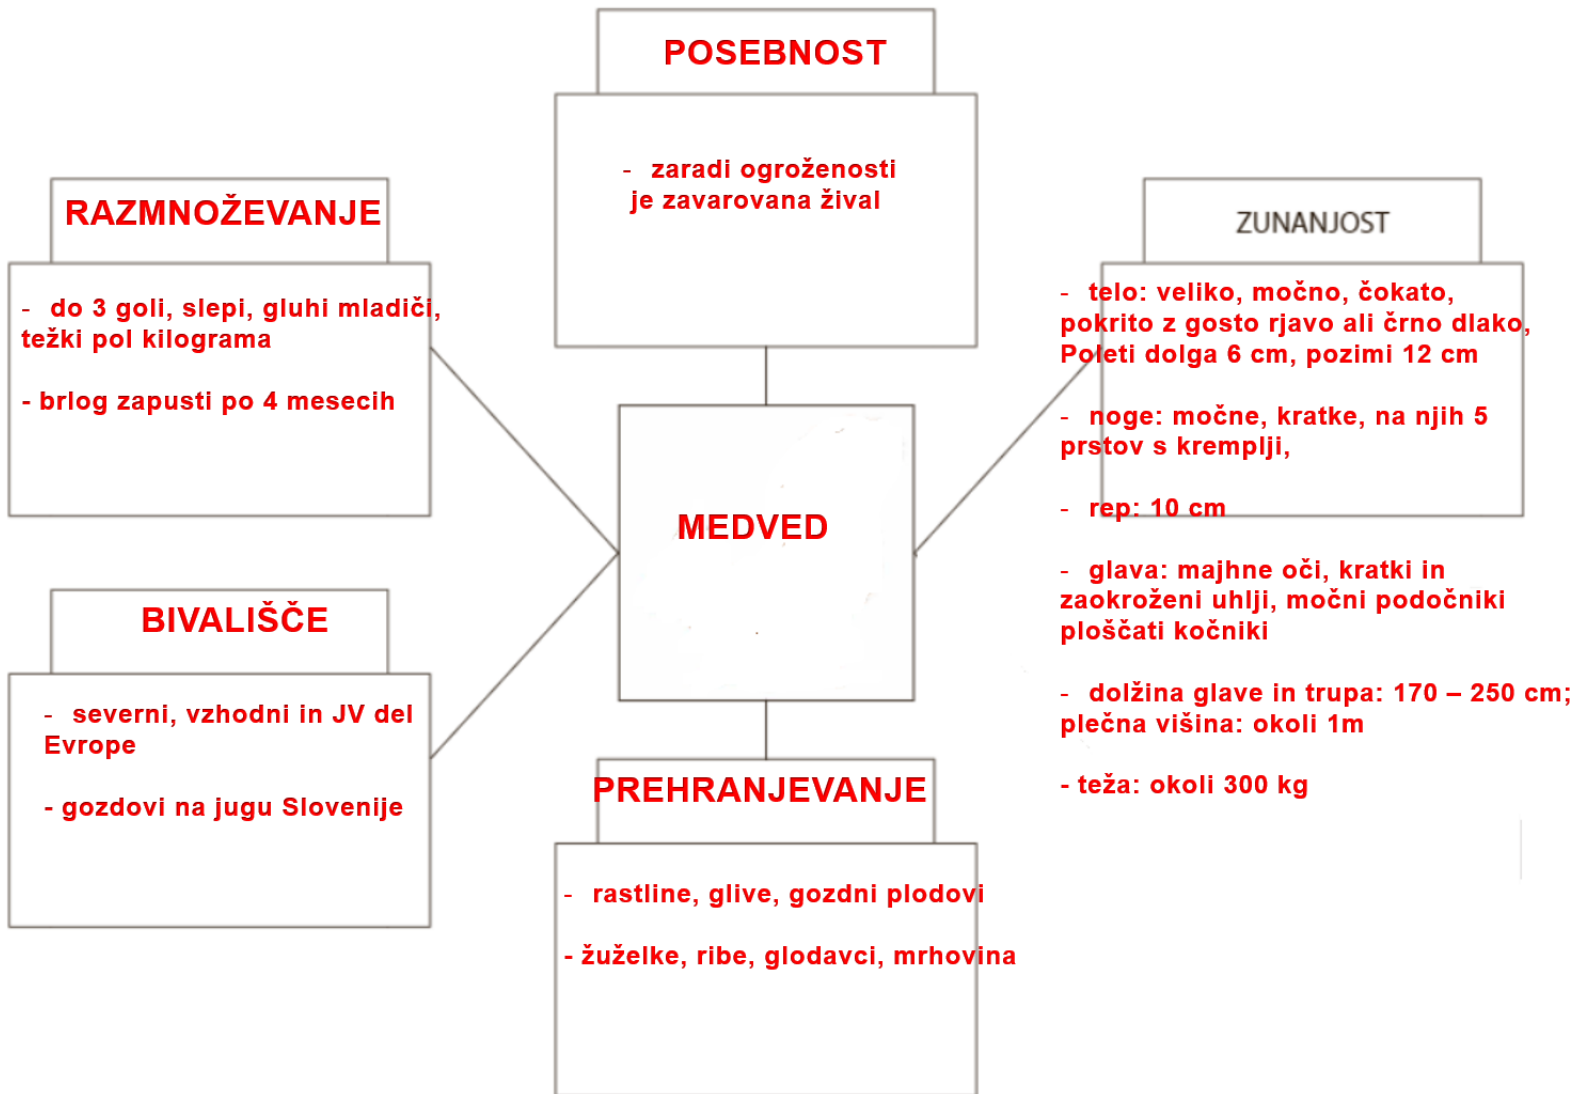 POSEBNOST
- zaradi ogroženosti
je zavarovana žival
RAZMNOŽEVANJE
- do 3 goli, slepi, gluhi mladiči,
težki pol kilograma
- brlog zapusti po 4 mesecih
ZUNANJOST
- telo: veliko, močno, čokato,
pokrito z gosto rjavo ali črno dlako,
Poleti dolga 6 cm, pozimi 12 cm
- noge: močne, kratke, na njih 5
prstov s kremplji,
- rep: 10 cm
- glava: majhne oči, kratki in
zaokroženi uhlji, močni podočniki
ploščati kočniki
- dolžina glave in trupa: 170 – 250 cm;
plečna višina: okoli 1m
- teža: okoli 300 kg
MEDVED
BIVALIŠČE
- severni, vzhodni in JV del
Evrope
- gozdovi na jugu Slovenije
PREHRANJEVANJE
- rastline, glive, gozdni plodovi
- žuželke, ribe, glodavci, mrhovina